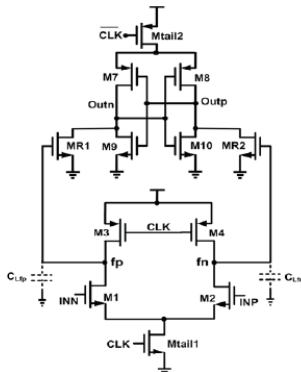 CLK Mtail2
M7 M8
Outn Outp
MR1 M9 M10 MR2
M3 CLK M4
fp fn
CLfp CLfn
INN M1 M2 INP
CLK Mtail1